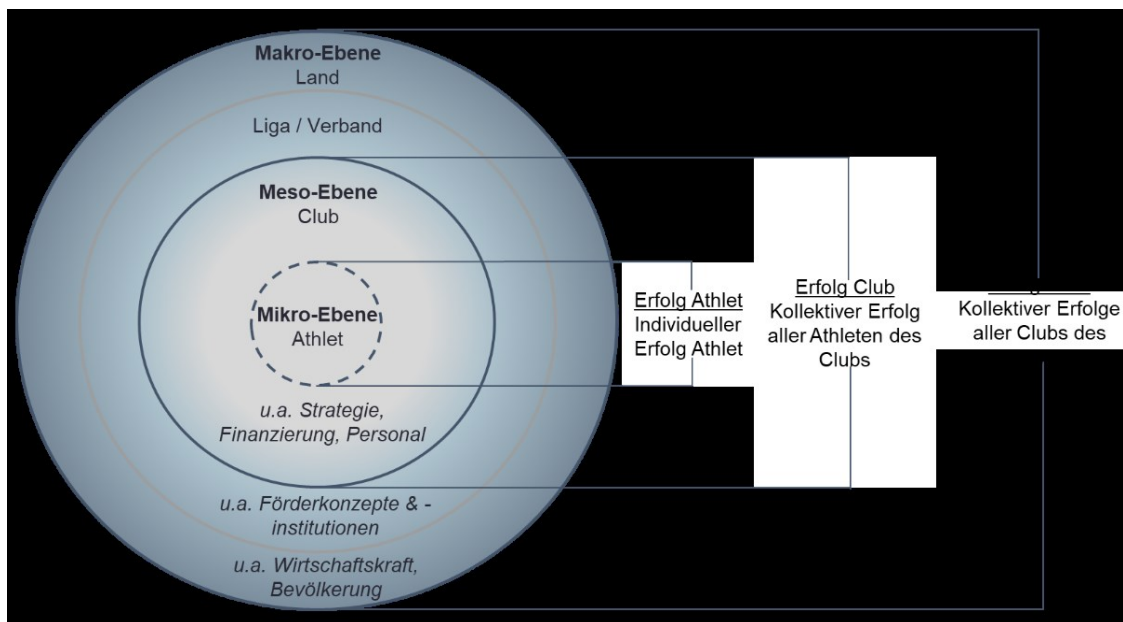 Makro-Ebene
Land
Liga / Verband
Meso-Ebene
Club
Mikro-Ebene
Athlet
u.a. Strategie,
Finanzierung, Personal
u.a. Förderkonzepte & -
institutionen
u.a. Wirtschaftskraft,
Bevölkerung
Erfolg Athlet
Individueller
Erfolg Athlet
Erfolg Club
Kollektiver Erfolg
aller Athleten des
Clubs
Kollektiver Erfolge
aller Clubs des